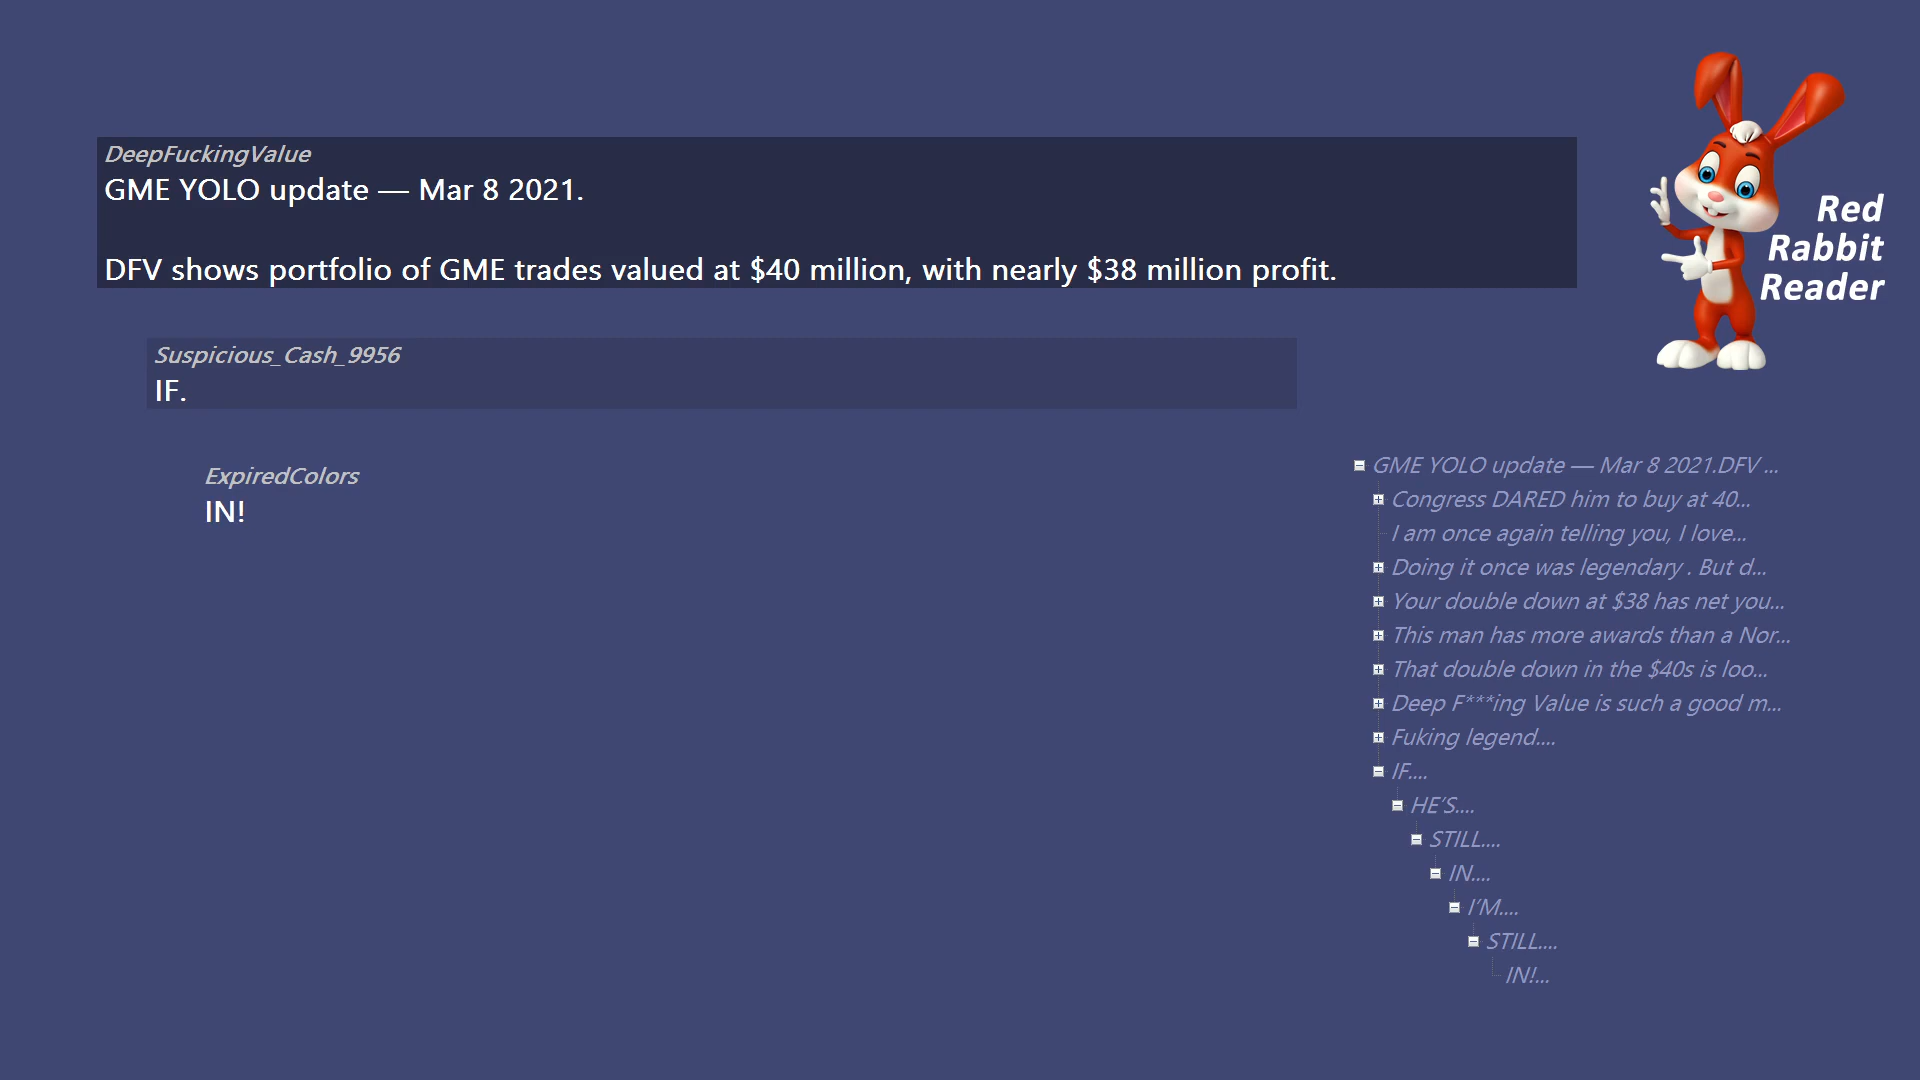 DeepFuckingValue
GME YOLO update — Mar 8 2021.
DFV shows portfolio of GME trades valued at $40 million, with nearly $38 million profit.
Suspicious_Cash_9956
IF.
ExpiredColors
IN!
Red
Rabbit
Reader
GME YOLO update — Mar 8 2021.DFV ...
Congress DARED him to buy at 40...
I am once again telling you, I love...
Doing it once was legendary . But d...
Your double down at $38 has net you...
This man has more awards than a Nor...
That double down in the $40s is loo...
Deep F***ing Value is such a good m...
Fuking legend....
IF....
HE'S....
STILL....
IN....
I'M....
STILL....
IN!...